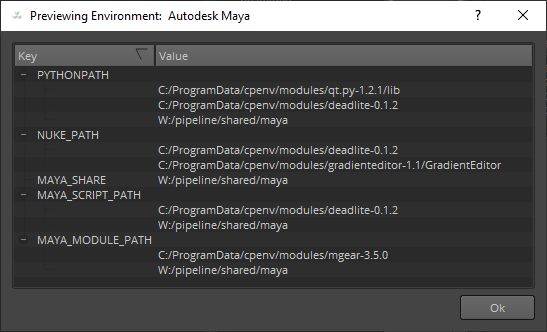 Previewing Environment: Autodesk Maya
Key Value
PYTHONPATH
C:/ProgramData/cpenv/modules/qt.py-1.2.1/lib
C:/ProgramData/cpenv/modules/deadlite-0.1.2
W:/pipeline/shared/maya
NUKE_PATH
C:/ProgramData/cpenv/modules/deadlite-0.1.2
C:/ProgramData/cpenv/modules/gradienteditor-1.1/GradientEditor
MAYA_SHARE W:/pipeline/shared/maya
MAYA_SCRIPT_PATH
C:/ProgramData/cpenv/modules/deadlite-0.1.2
W:/pipeline/shared/maya
MAYA_MODULE_PATH
C:/ProgramData/cpenv/modules/mgear-3.5.0
W:/pipeline/shared/maya
Ok